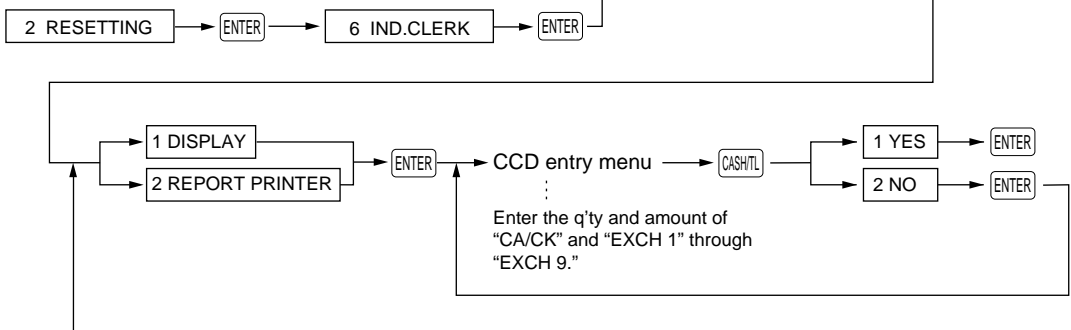 2 RESETTING ENTER 6 IND.CLERK ENTER
1 DISPLAY
2 REPORT PRINTER
ENTER
CCD entry menu
CASH/TL
1 YES ENTER
2 NO ENTER
Enter the q'ty and amount of
“CA/CK” and “EXCH 1” through
“EXCH 9.”